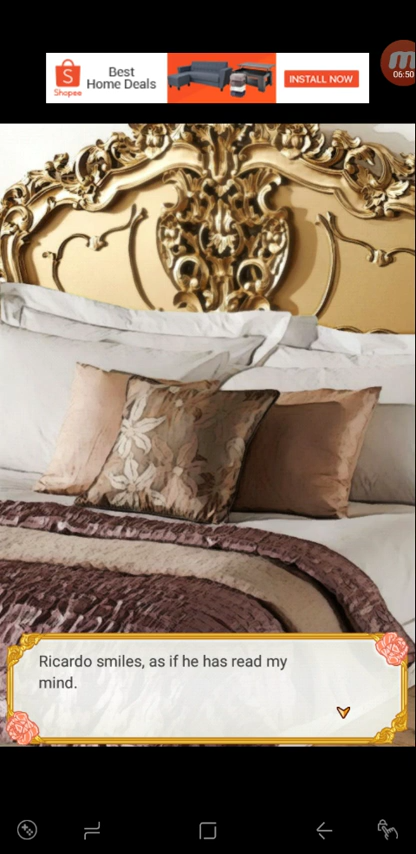 Best
Home Deals
Shopee
INSTALL NOW
06:50
Ricardo smiles, as if he has read my
mind.